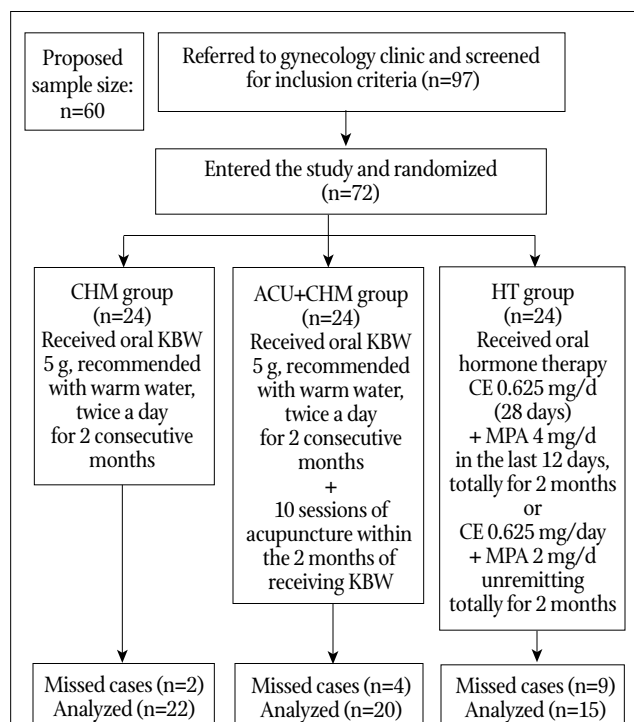 Proposed
sample size:
n=60
Referred to gynecology clinic and screened
for inclusion criteria (n=97)
Entered the study and randomized
(n=72)
CHM group
(n=24)
Received oral KBW
5 g, recommended
with warm water,
twice a day
for 2 consecutive
months
ACU+CHM group
(n=24)
Received oral KBW
5 g, recommended
with warm water,
twice a day
for 2 consecutive
months
+
10 sessions of
acupuncture within
the 2 months of
receiving KBW
HT group
(n=24)
Received oral
hormone therapy
CE 0.625 mg/d
(28 days)
+ MPA 4 mg/d
in the last 12 days,
totally for 2 months
or
CE 0.625 mg/day
+ MPA 2 mg/d
unremitting
totally for 2 months
Missed cases (n=2)
Analyzed (n=22)
Missed cases (n=4)
Analyzed (n=20)
Missed cases (n=9)
Analyzed (n=15)